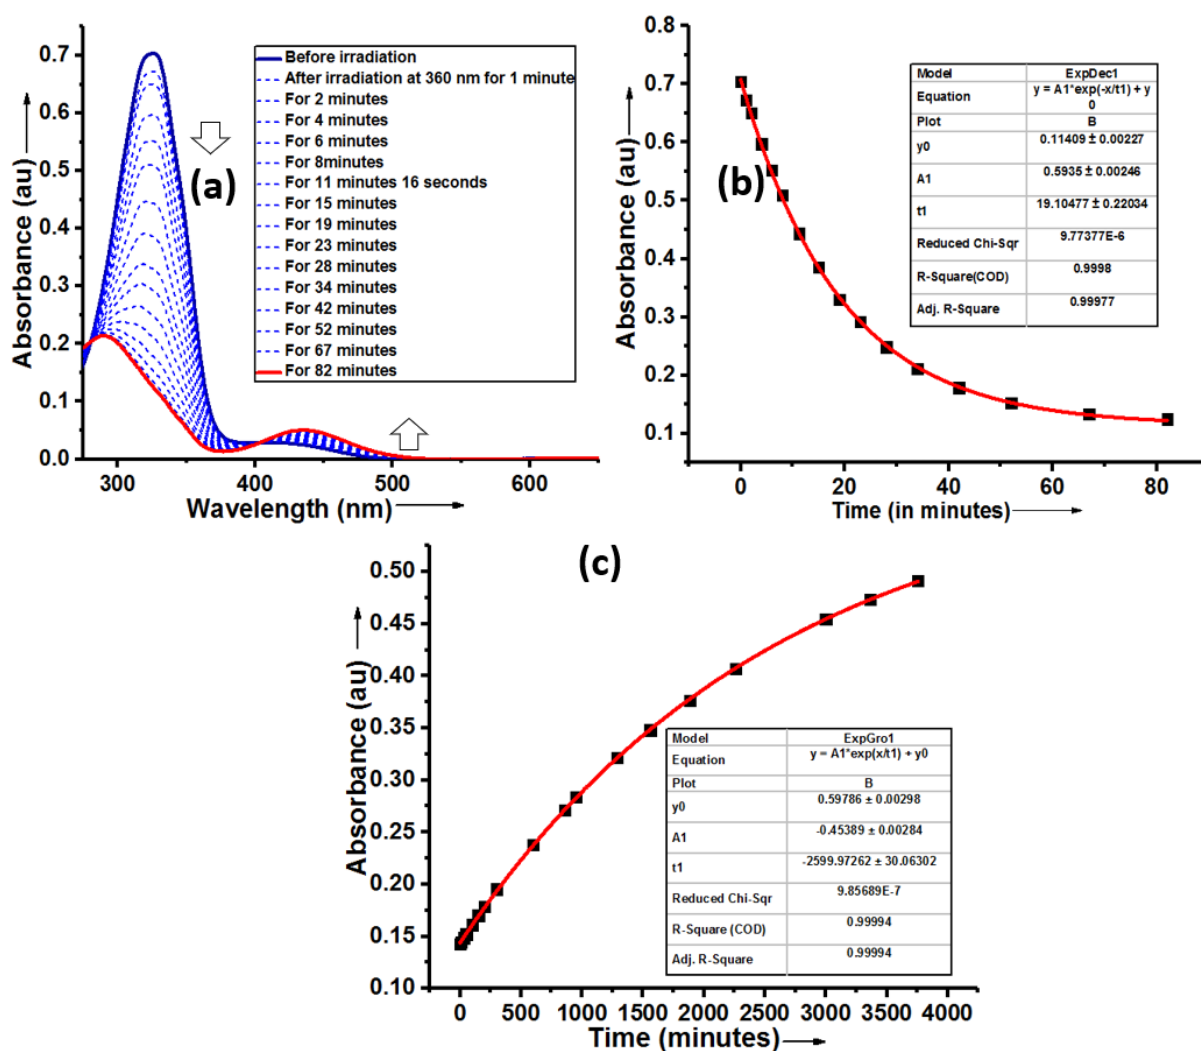 0.7
0.6
0.5
0.4
0.3
0.2
0.1
0.0
Absorbance (au)
300
400
500
600
Wavelength (nm)
(a)
Before irradiation
After irradiation at 360 nm for 1 minute
For 2 minutes
For 4 minutes
For 6 minutes
For 8minutes
For 11 minutes 16 seconds
For 15 minutes
For 19 minutes
For 23 minutes
For 28 minutes
For 34 minutes
For 42 minutes
For 52 minutes
For 67 minutes
For 82 minutes
0.8
0.7
0.6
0.5
0.4
0.3
0.2
0.1
Absorbance (au)
0
20
40
60
80
Time (in minutes)
(b)
Model ExpDec1
Equation y = A1*exp(-x/t1) + y
0
Plot B
y0 0.11409 ± 0.00227
A1 0.5935 ± 0.00246
t1 19.10477 ± 0.22034
Reduced Chi-Sqr 9.77377E-6
R-Square(COD) 0.9998
Adj. R-Square 0.99977
(c)
0.50
0.45
0.40
0.35
0.30
0.25
0.20
0.15
0.10
Absorbance (au)
0
500
1000
1500
2000
2500
3000
3500
4000
Time (minutes)
Model ExpGro1
Equation y = A1*exp(x/t1) + y0
Plot B
y0 0.59786 ± 0.00298
A1 -0.45389 ± 0.00284
t1 -2599.97262 ± 30.06302
Reduced Chi-Sqr 9.85689E-7
R-Square (COD) 0.99994
Adj. R-Square 0.99994